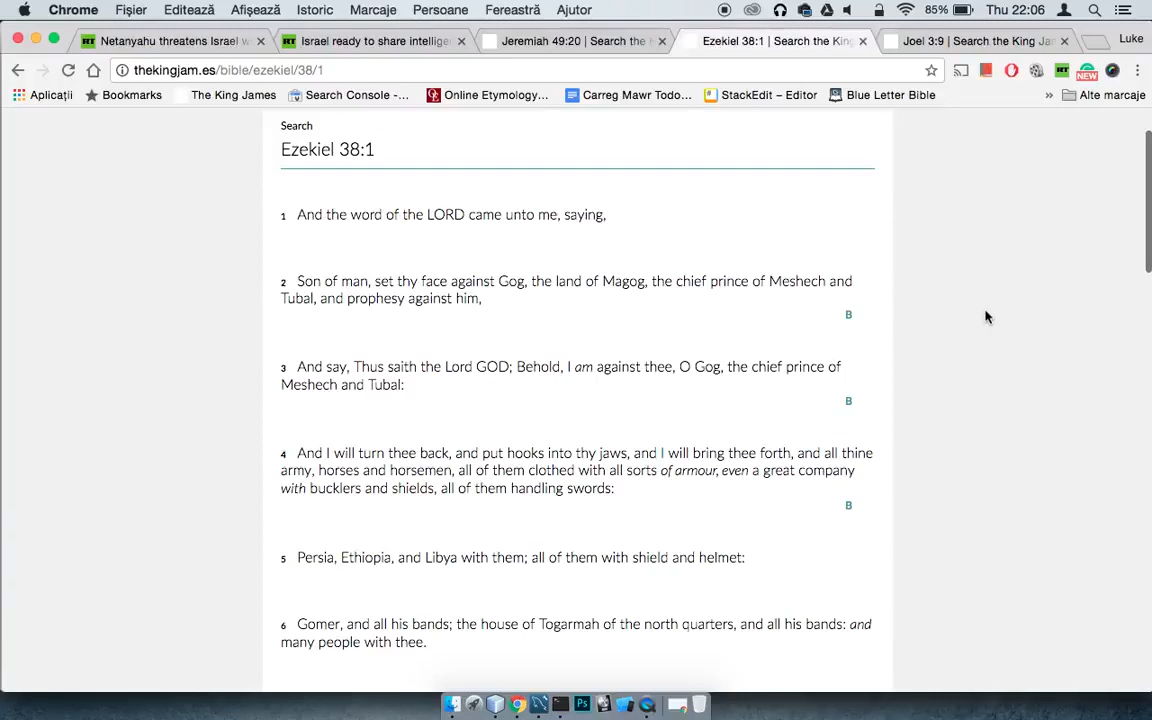 Chrome Fișier Editează Afișează Istoric Marcaje Persoane Fereastră Ajutor 85% Thu 22:06
Netanyahu threatens Israel w
Israel ready to share intellige
Jeremiah 49:20 | Search the K
Ezekiel 38:1 | Search the King
Joel 3:9 | Search the King Jam
Luke
thekingjam.es/bible/ezekiel/38/1
NEW
Aplicații Bookmarks The King James Search Console -... Online Etymology... Carreg Mawr Todo... StackEdit – Editor Blue Letter Bible » Alte marcaje
Search
Ezekiel 38:1
1 And the word of the LORD came unto me, saying,
2 Son of man, set thy face against Gog, the land of Magog, the chief prince of Meshech and
Tubal, and prophesy against him,
B
3 And say, Thus saith the Lord GOD; Behold, I am against thee, O Gog, the chief prince of
Meshech and Tubal:
B
4 And I will turn thee back, and put hooks into thy jaws, and I will bring thee forth, and all thine
army, horses and horsemen, all of them clothed with all sorts of armour, even a great company
with bucklers and shields, all of them handling swords:
B
5 Persia, Ethiopia, and Libya with them; all of them with shield and helmet:
6 Gomer, and all his bands; the house of Togarmah of the north quarters, and all his bands: and
many people with thee.
Ps